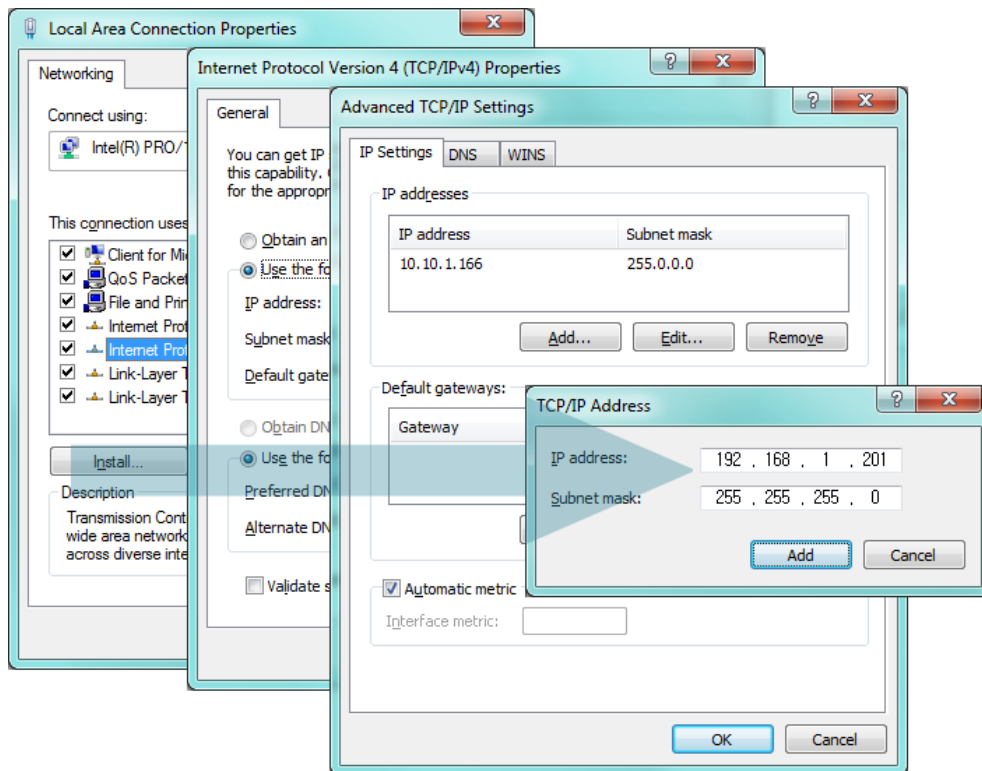 Local Area Connection Properties
Networking
Connect using:
Intel(R) PRO/
This connection uses
Client for Mi
QoS Packet
File and Prin
Internet Prot
Internet Prot
Link-Layer T
Link-Layer T
Install...
Description
Transmission Cont
wide area network
across diverse inte
Internet Protocol Version 4 (TCP/IPv4) Properties
General
You can get IP
this capability.
for the appropr
Obtain an
Use the fo
IP address:
Subnet mask
Default gate
Obtain DN
Use the fo
Preferred DN
Alternate DN
Validate s
Advanced TCP/IP Settings
IP Settings DNS WINS
IP addresses
IP address Subnet mask
10.10.1.166 255.0.0.0
Add... Edit... Remove
Default gateways:
Gateway
Automatic metric
Interface metric:
OK Cancel
TCP/IP Address
IP address: 192 . 168 . 1 . 201
Subnet mask: 255 . 255 . 255 . 0
Add Cancel